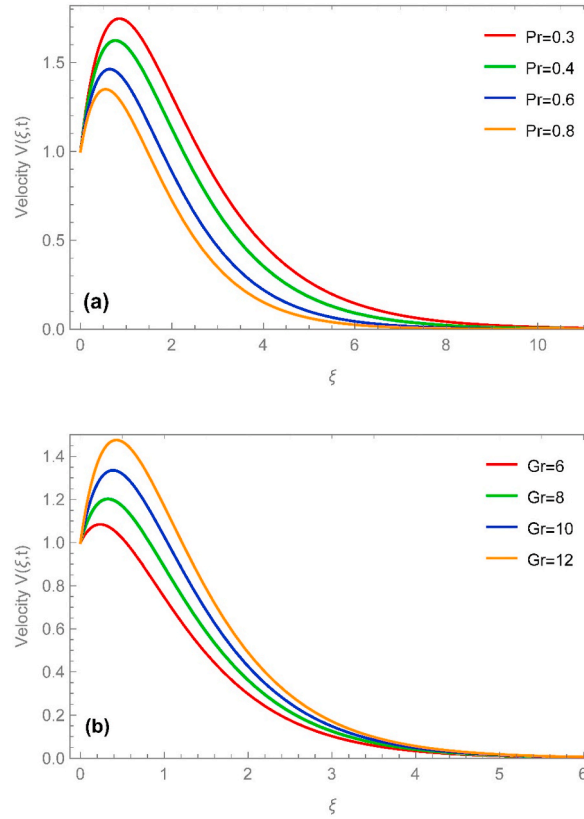 Velocity V(ξ,t)
1.5
1.0
0.5
0.0
Pr=0.3
Pr=0.4
Pr=0.6
Pr=0.8
(a)
0 2 4 6 8 10
ξ
Velocity V(ξ,t)
1.4
1.2
1.0
0.8
0.6
0.4
0.2
0.0
Gr=6
Gr=8
Gr=10
Gr=12
(b)
0 1 2 3 4 5 6
ξ